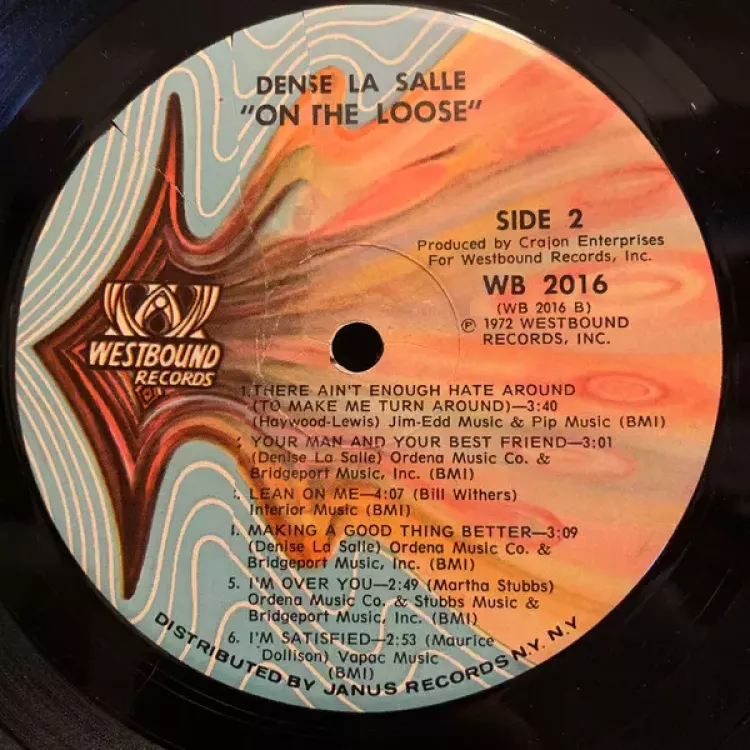 DENSE LA SALLE
"ON THE LOOSE"
SIDE 2
Produced by Crajon Enterprises
For Westbound Records, Inc.
WB 2016
(WB 2016 B)
℗ 1972 WESTBOUND
RECORDS, INC.
WESTBOUND
RECORDS
1. THERE AIN'T ENOUGH HATE AROUND
(TO MAKE ME TURN AROUND)—3:40
(Haywood-Lewis) Jim-Edd Music & Pip Music (BMI)
YOUR MAN AND YOUR BEST FRIEND—3:01
(Denise La Salle) Ordena Music Co. &
Bridgeport Music, Inc. (BMI)
LEAN ON ME—4:07 (Bill Withers)
Interior Music (BMI)
MAKING A GOOD THING BETTER—3:09
(Denise La Salle) Ordena Music Co. &
Bridgeport Music, Inc. (BMI)
5. I'M OVER YOU—2:49 (Martha Stubbs)
Ordena Music Co. & Stubbs Music &
Bridgeport Music, Inc. (BMI)
6. I'M SATISFIED—2:53 (Maurice
Dollison) Vapac Music
(BMI)
DISTRIBUTED BY JANUS RECORDS N.Y. N.Y